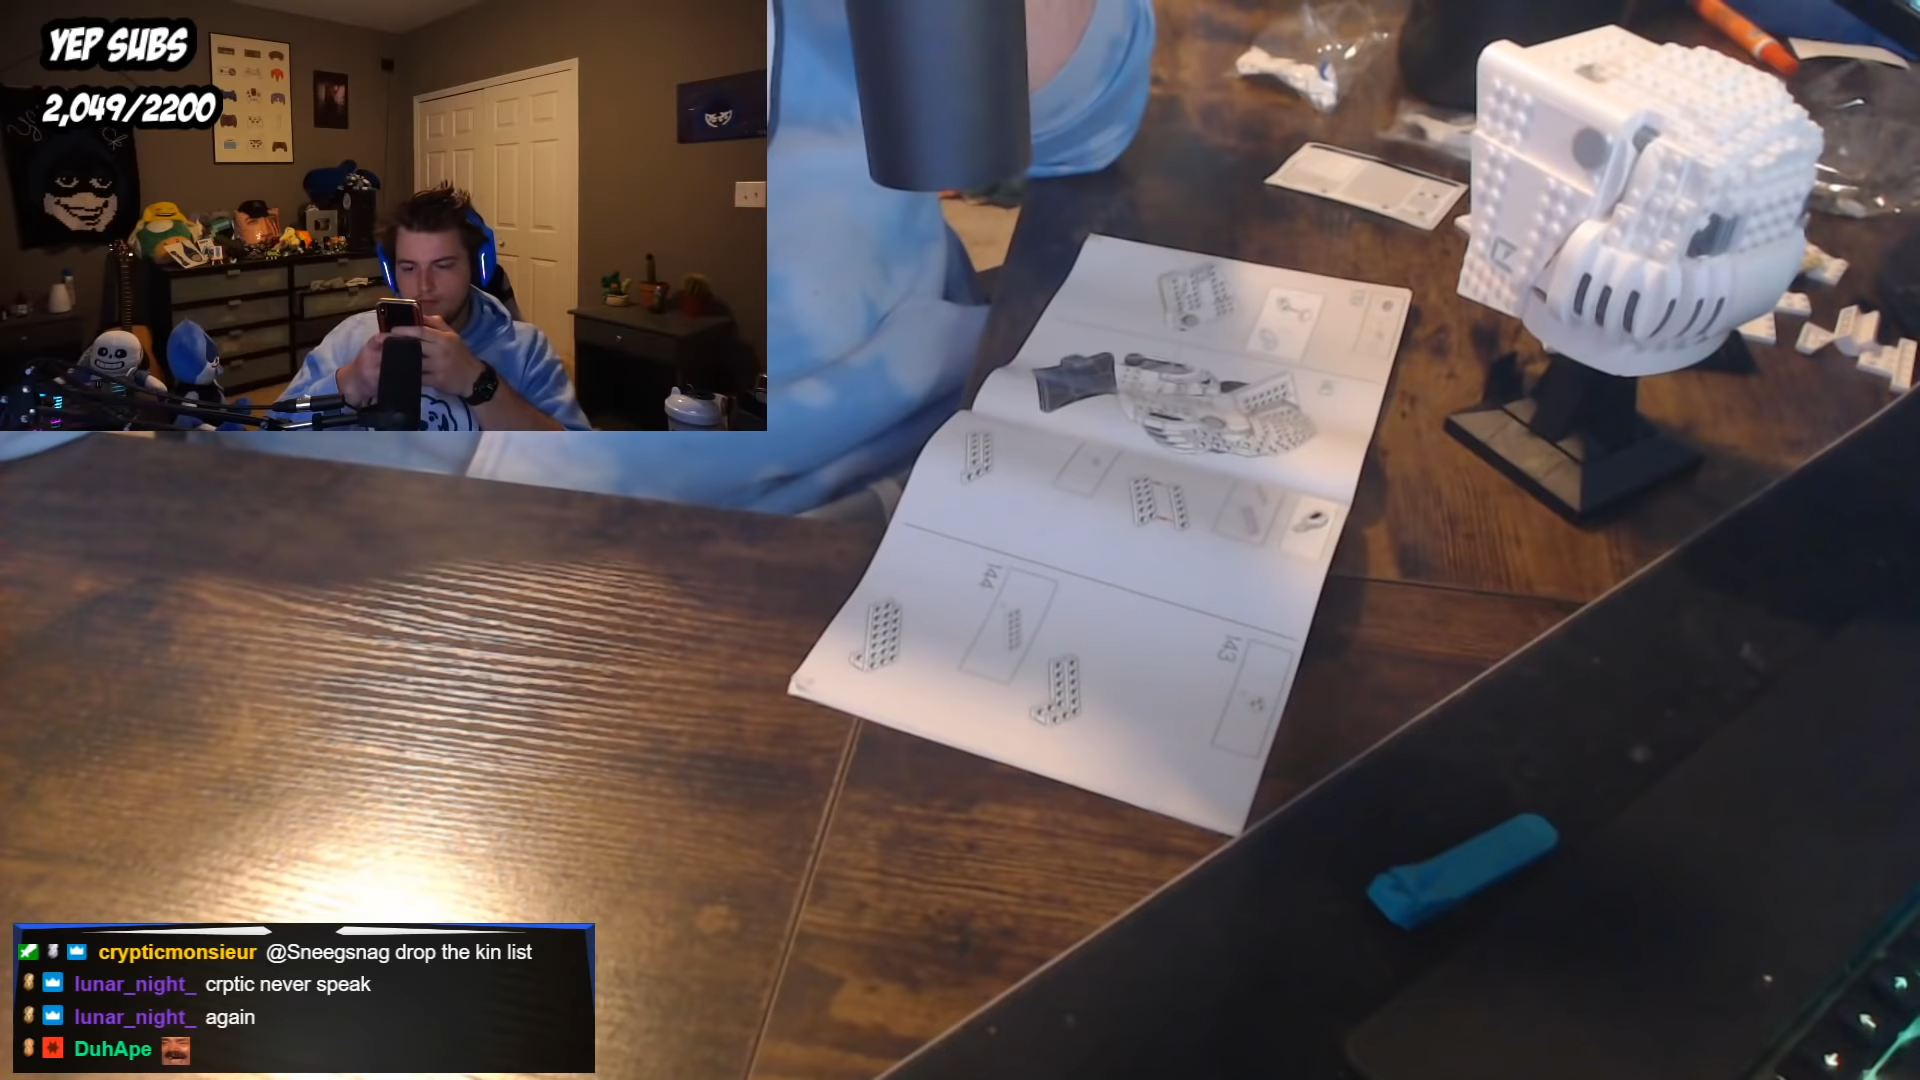 YEP SUBS
2,049/2200
crypticmonsieur @Sneegsnag drop the kin list
lunar_night_ crptic never speak
lunar_night_ again
DuhApe
144
143